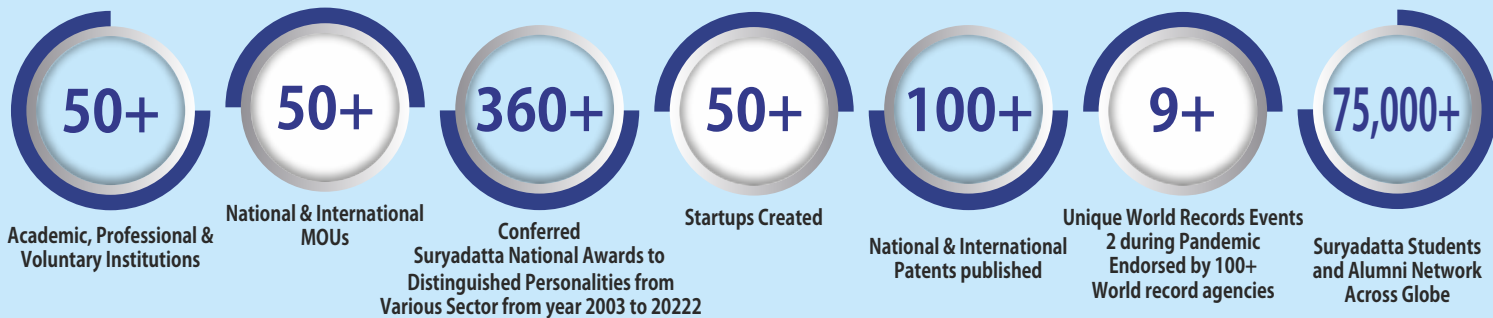 50+
Academic, Professional &
Voluntary Institutions
50+
National & International
MOUs
360+
Conferred
Suryadatta National Awards to
Distinguished Personalities from
Various Sector from year 2003 to 20222
50+
Startups Created
100+
National & International
Patents published
9+
Unique World Records Events
2 during Pandemic
Endorsed by 100+
World record agencies
75,000+
Suryadatta Students
and Alumni Network
Across Globe